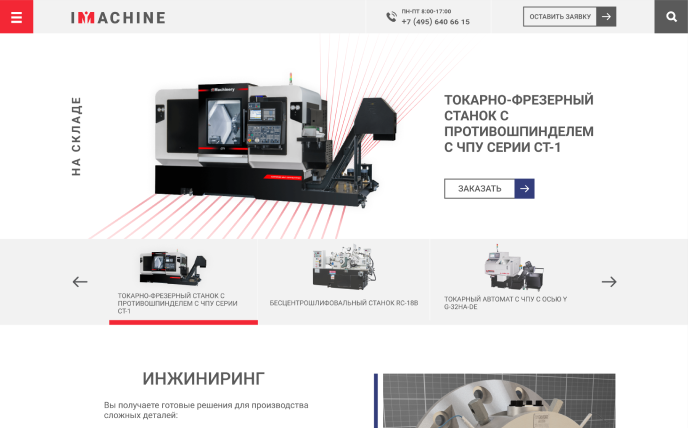 IMACHINE
ПН-ПТ 8:00-17:00
+7 (495) 640 66 15
ОСТАВИТЬ ЗАЯВКУ
НА СКЛАДЕ
Machinery
ТОКАРНО-ФРЕЗЕРНЫЙ
СТАНОК С
ПРОТИВОШПИНДЕЛЕМ
С ЧПУ СЕРИИ СТ-1
ЗАКАЗАТЬ
ТОКАРНО-ФРЕЗЕРНЫЙ СТАНОК С
ПРОТИВОШПИНДЕЛЕМ С ЧПУ СЕРИИ
СТ-1
БЕСЦЕНТРОШЛИФОВАЛЬНЫЙ СТАНОК RC-18B
ТОКАРНЫЙ АВТОМАТ С ЧПУ С ОСЬЮ Y
G-32HA-DE
ИНЖИНИРИНГ
Вы получаете готовые решения для производства
сложных деталей: